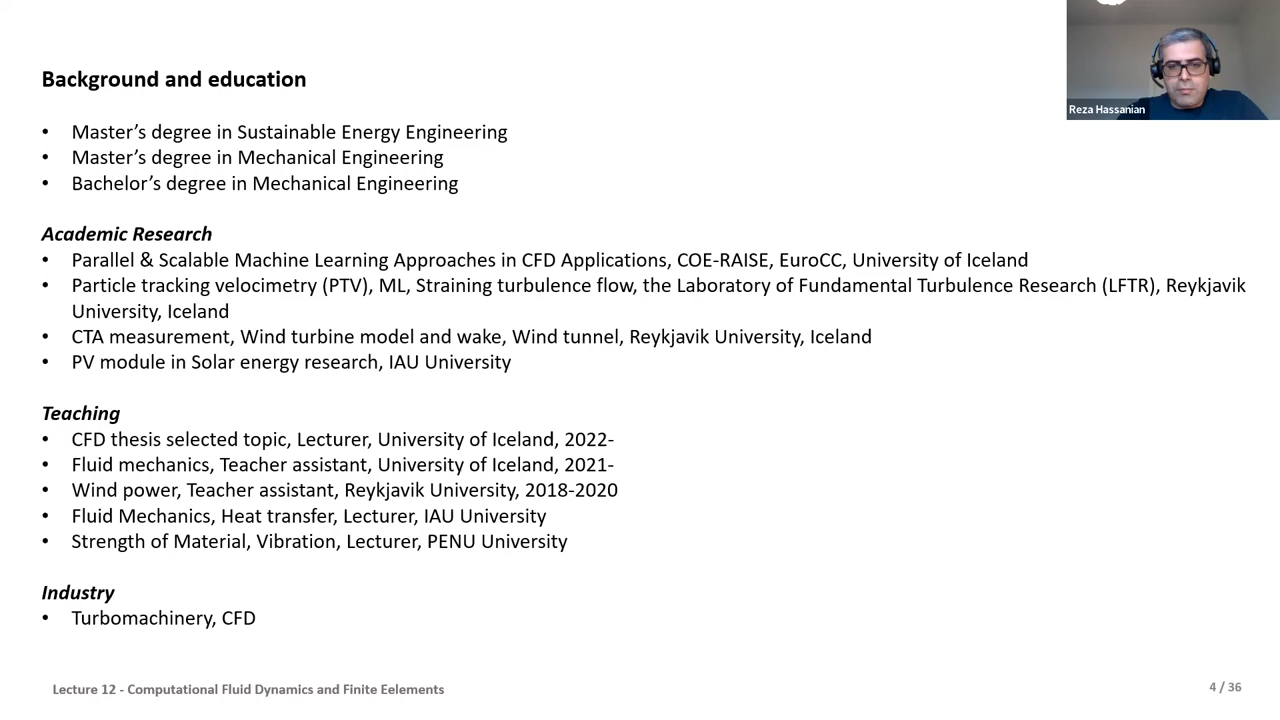 Background and education
• Master’s degree in Sustainable Energy Engineering
• Master’s degree in Mechanical Engineering
• Bachelor’s degree in Mechanical Engineering
Academic Research
• Parallel & Scalable Machine Learning Approaches in CFD Applications, COE-RAISE, EuroCC, University of Iceland
• Particle tracking velocimetry (PTV), ML, Straining turbulence flow, the Laboratory of Fundamental Turbulence Research (LFTR), Reykjavik
University, Iceland
• CTA measurement, Wind turbine model and wake, Wind tunnel, Reykjavik University, Iceland
• PV module in Solar energy research, IAU University
Teaching
• CFD thesis selected topic, Lecturer, University of Iceland, 2022-
• Fluid mechanics, Teacher assistant, University of Iceland, 2021-
• Wind power, Teacher assistant, Reykjavik University, 2018-2020
• Fluid Mechanics, Heat transfer, Lecturer, IAU University
• Strength of Material, Vibration, Lecturer, PENU University
Industry
• Turbomachinery, CFD
Lecture 12 - Computational Fluid Dynamics and Finite Eelements
4 / 36
Reza Hassanian